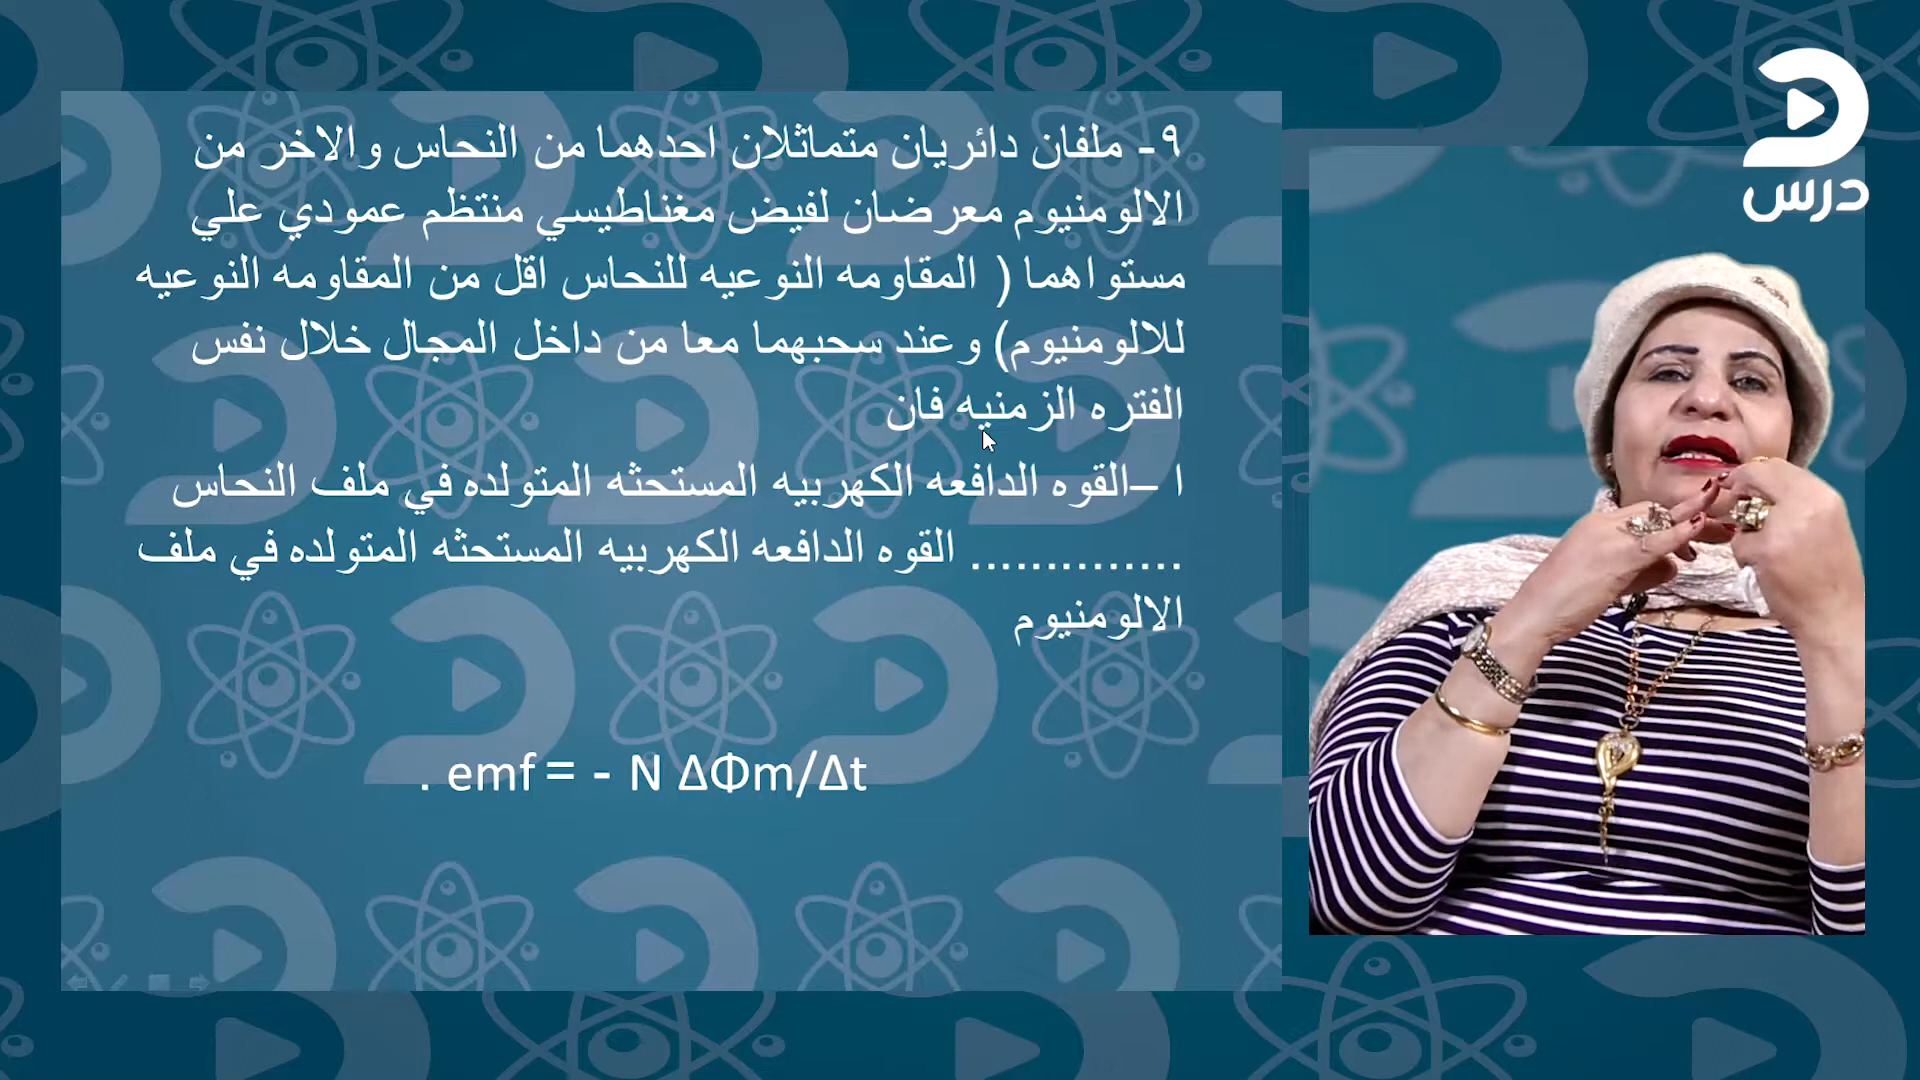 ٩- ملفان دائريان متماثلان احدهما من النحاس والاخر من
الالومنيوم معرضان لفيض مغناطيسي منتظم عمودي علي
مستواهما ( المقاومه النوعيه للنحاس اقل من المقاومه النوعيه
للالومنيوم) وعند سحبهما معا من داخل المجال خلال نفس
الفتره الزمنيه فان
ا –القوه الدافعه الكهربيه المستحثه المتولده في ملف النحاس
.............. القوه الدافعه الكهربيه المستحثه المتولده في ملف
الالومنيوم
. emf = - N ΔΦm/Δt
درس